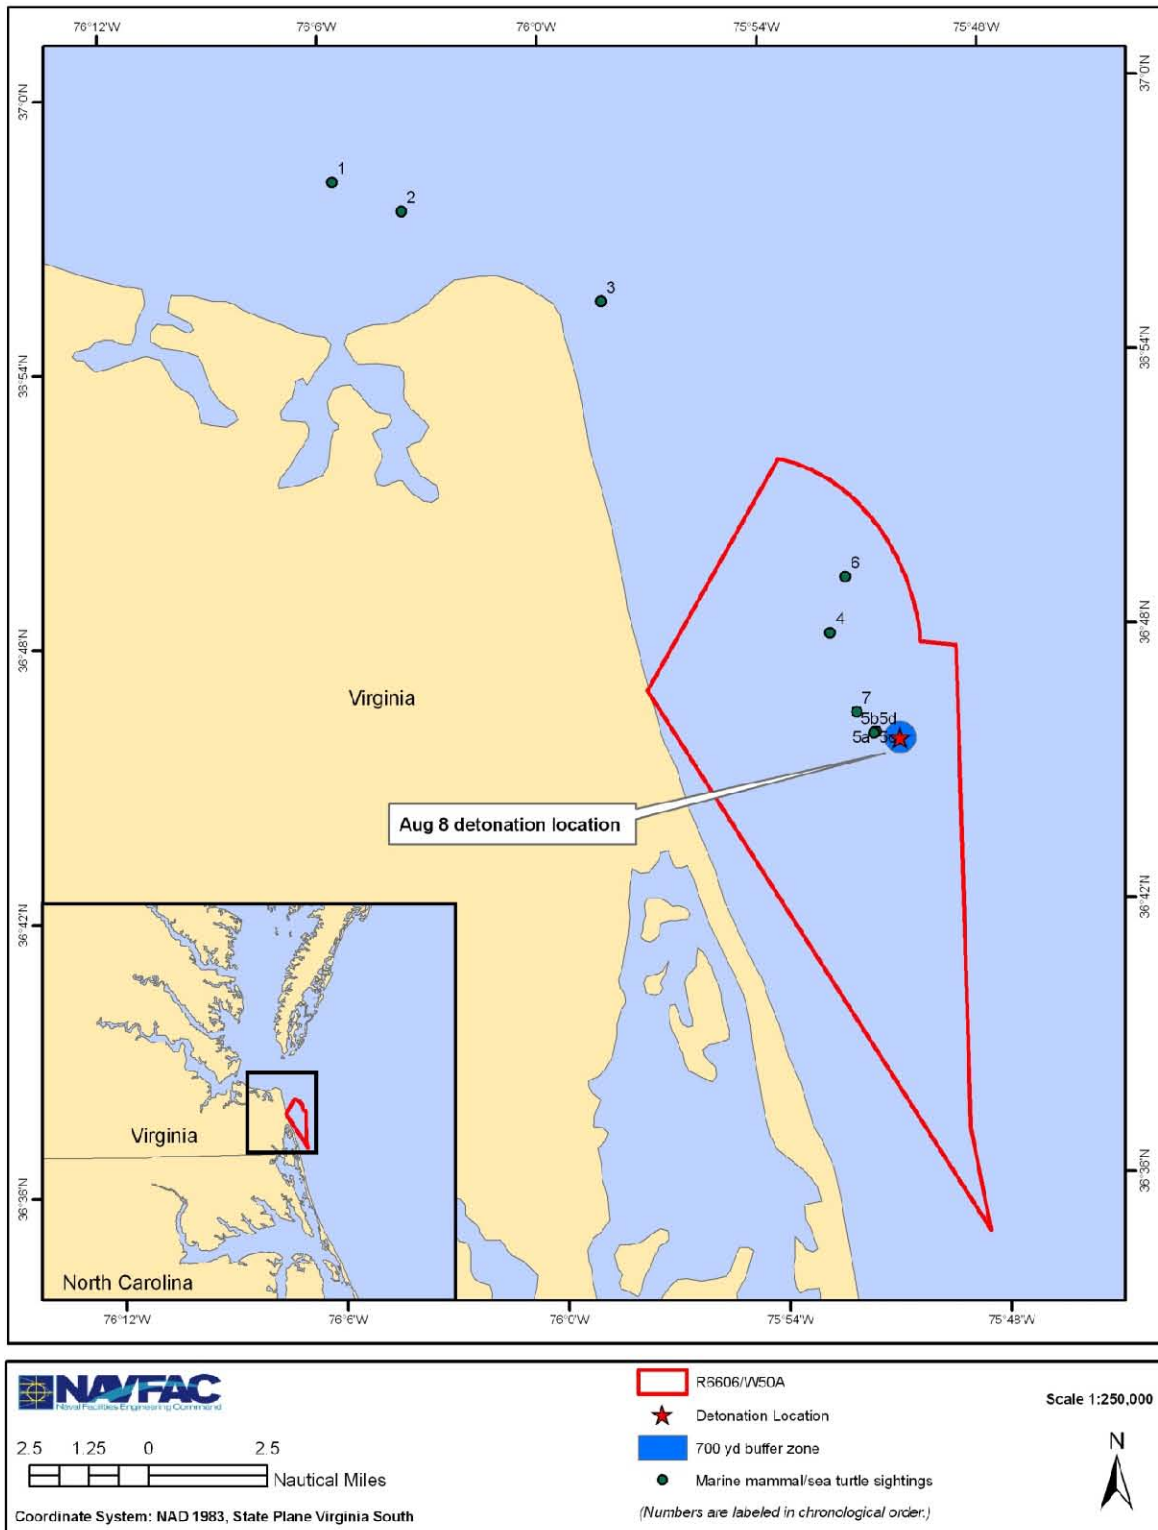 76°12'W 76°6'W 76°0'W 75°54'W 75°48'W
37°0'N
37°0'N
1
2
3
36°54'N
36°54'N
6
36°48'N
4
36°48'N
Virginia
7
5b5d
5a 5c
Aug 8 detonation location
36°42'N
36°42'N
Virginia
36°36'N
36°36'N
North Carolina
76°12'W 76°6'W 76°0'W 75°54'W 75°48'W
NAVFAC
Naval Facilities Engineering Command
R6606/W50A
Scale 1:250,000
Detonation Location
2.5 1.25 0 2.5
700 yd buffer zone
N
Nautical Miles
Marine mammal/sea turtle sightings
Coordinate System: NAD 1983, State Plane Virginia South
(Numbers are labeled in chronological order.)